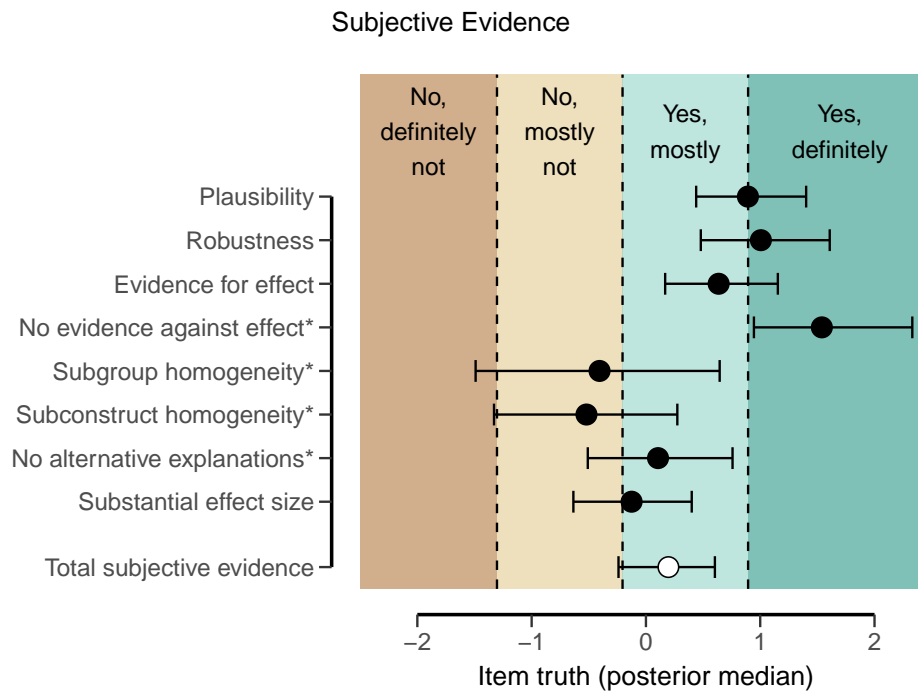 Subjective Evidence
No,
definitely
not
No,
mostly
not
Yes,
mostly
Yes,
definitely
Plausibility
Robustness
Evidence for effect
No evidence against effect*
Subgroup homogeneity*
Subconstruct homogeneity*
No alternative explanations*
Substantial effect size
Total subjective evidence
−2 −1 0 1 2
Item truth (posterior median)